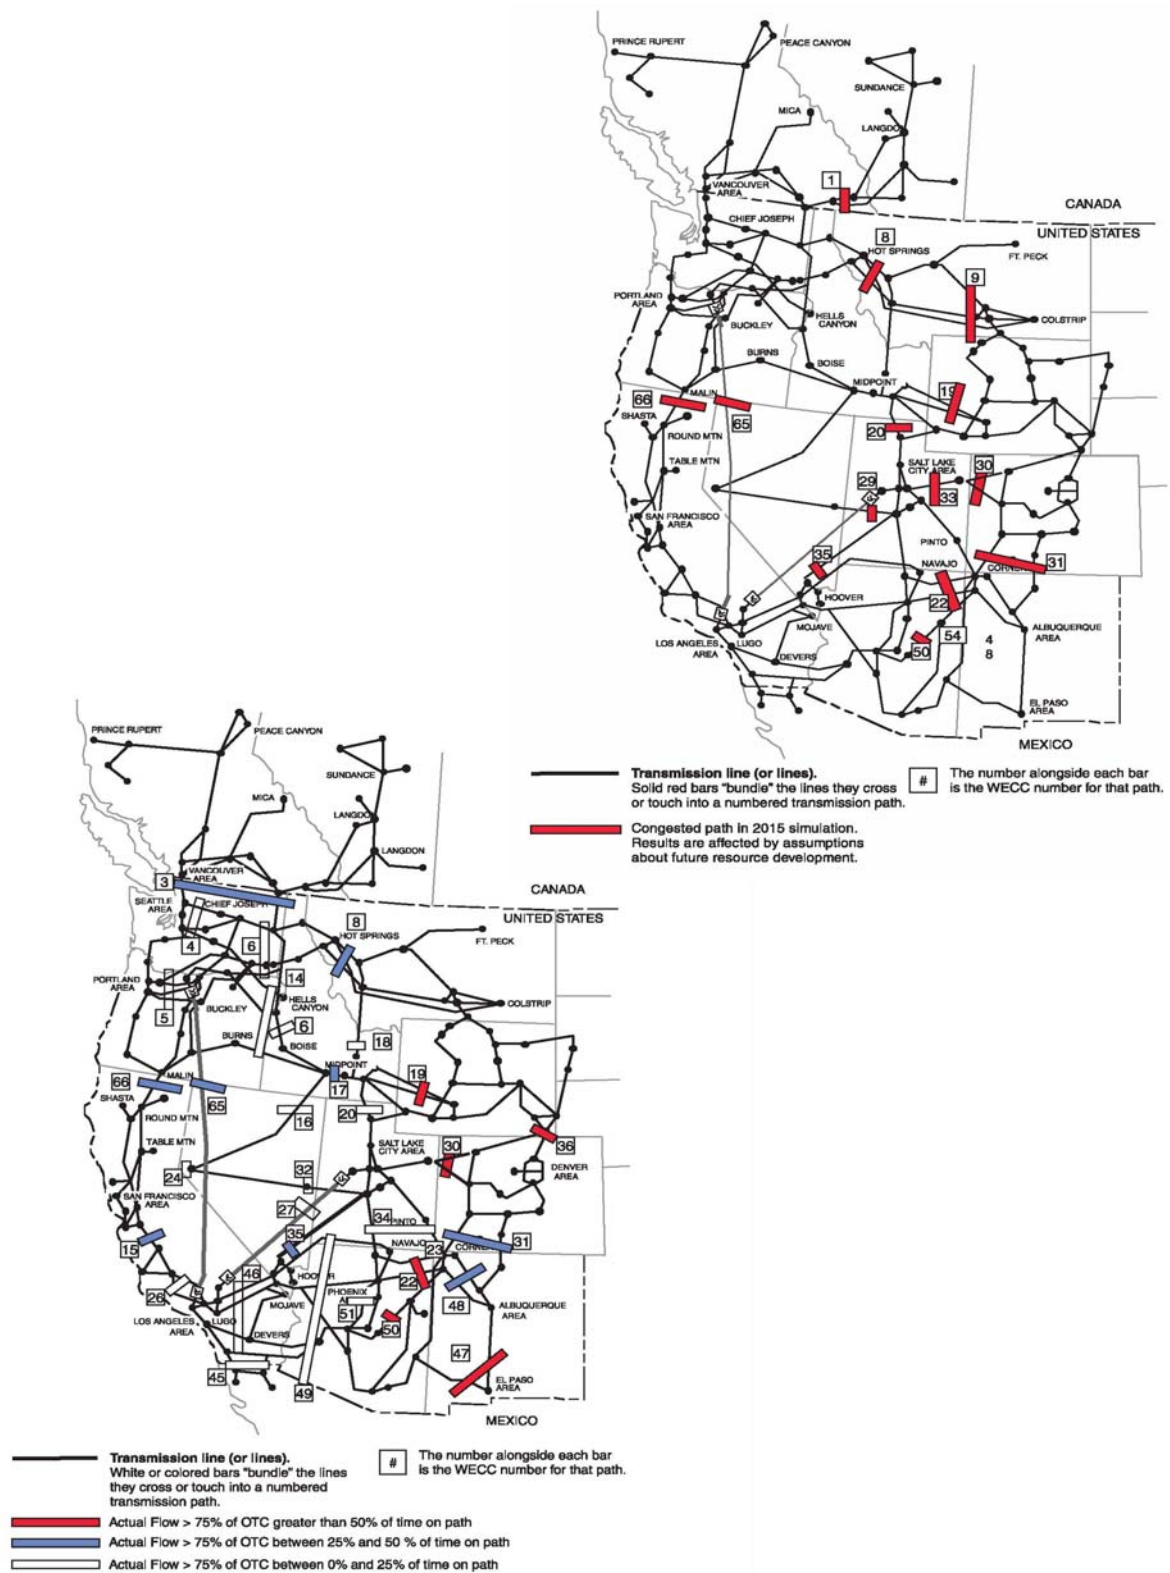 PRINCE RUPERT
PEACE CANYON
SUNDANCE
MICA
LANGDO
1
VANCOUVER
AREA
CANADA
CHIEF JOSEPH
UNITED STATES
8
HOT SPRINGS
FT. PECK
9
PORTLAND
AREA
BUCKLEY
HELLS
CANYON
COLSTRIP
BURNS
BOISE
MIDPOINT
19
MALIN
66
65
SHASTA
ROUND MTN
20
TABLE MTN
SALT LAKE
CITY AREA
30
29
33
SAN FRANCISCO
AREA
PINTO
35
NAVAJO
CORNE
31
HOOVER
22
MOJAVE
ALBUQUERQUE
AREA
LOS ANGELES
AREA
LUGO
54
4
8
50
DEVERS
EL PASO
AREA
MEXICO
Transmission line (or lines).
Solid red bars "bundle" the lines they cross
or touch into a numbered transmission path.
#
The number alongside each bar
is the WECC number for that path.
Congested path in 2015 simulation.
Results are affected by assumptions
about future resource development.
PRINCE RUPERT
PEACE CANYON
SUNDANCE
MICA
LANGDO
LANGDON
VANCOUVER
AREA
3
CANADA
SEATTLE
AREA
CHIEF JOSEPH
UNITED STATES
8
HOT SPRINGS
FT. PECK
4
6
PORTLAND
AREA
14
5
BUCKLEY
HELLS
CANYON
COLSTRIP
6
BURNS
BOISE
18
MIDPOINT
MALIN
66
65
17
19
SHASTA
ROUND MTN
16
20
TABLE MTN
SALT LAKE
CITY AREA
30
36
24
32
DENVER
AREA
SAN FRANCISCO
AREA
27
34
PINTO
15
35
NAVAJO
23
CORNE
31
46
HOOVER
26
PHOENIX
A
22
MOJAVE
51
48
ALBUQUERQUE
AREA
LOS ANGELES
AREA
LUGO
50
DEVERS
47
45
49
EL PASO
AREA
MEXICO
Transmission line (or lines).
White or colored bars "bundle" the lines
they cross or touch into a numbered
transmission path.
#
The number alongside each bar
is the WECC number for that path.
Actual Flow > 75% of OTC greater than 50% of time on path
Actual Flow > 75% of OTC between 25% and 50 % of time on path
Actual Flow > 75% of OTC between 0% and 25% of time on path